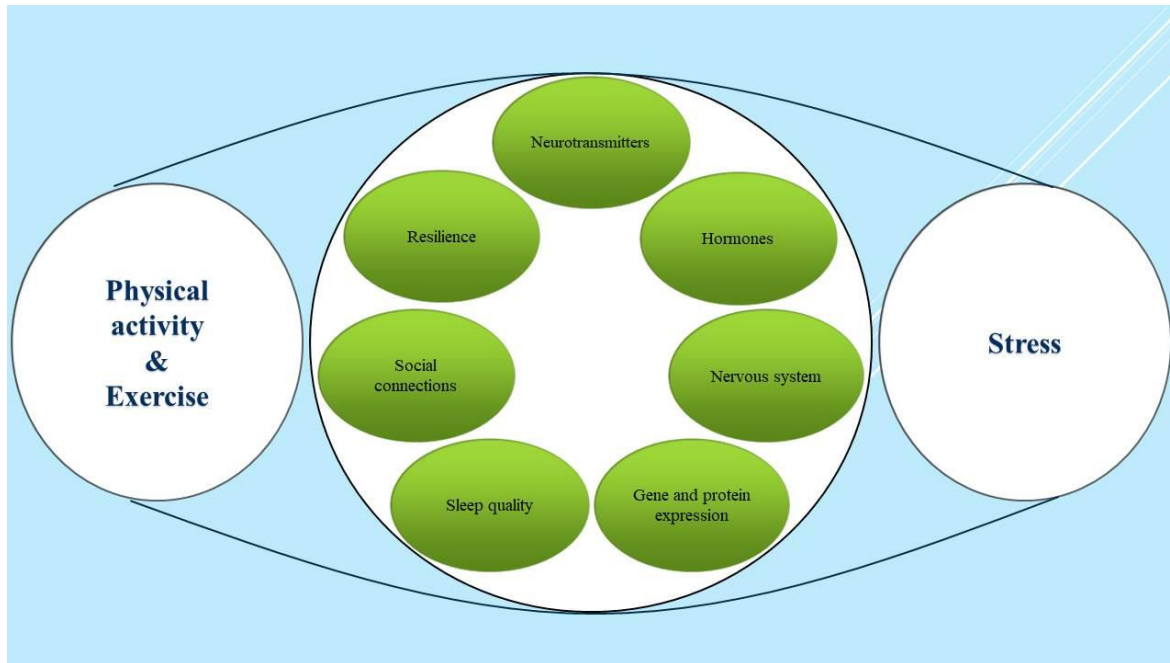 Physical
activity
&
Exercise
Neurotransmitters
Resilience
Hormones
Social
connections
Nervous system
Sleep quality
Gene and protein
expression
Stress